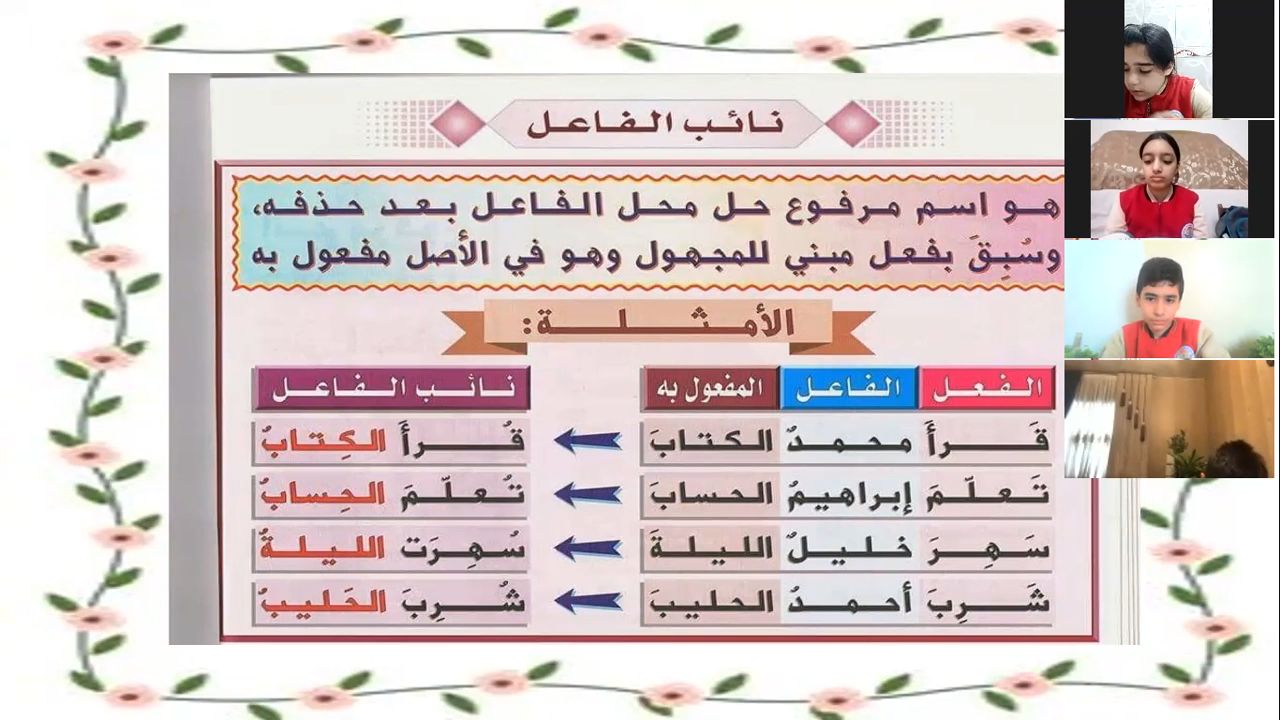 نائب الفاعل
هو اسم مرفوع حل محل الفاعل بعد حذفه،
وسُبِقَ بفعل مبني للمجهول وهو في الأصل مفعول به
الأمثلة:
الفعل الفاعل المفعول به نائب الفاعل
قَرأَ محمدٌ الكتابَ قُرأَ الكِتابُ
تَعلّمَ إبراهيمُ الحسابَ تُعلّمَ الحِسابُ
سَهِرَ خليلٌ الليلةَ سُهِرَت الليلةُ
شَرِبَ أحمدُ الحليبَ شُرِبَ الحَليبُ